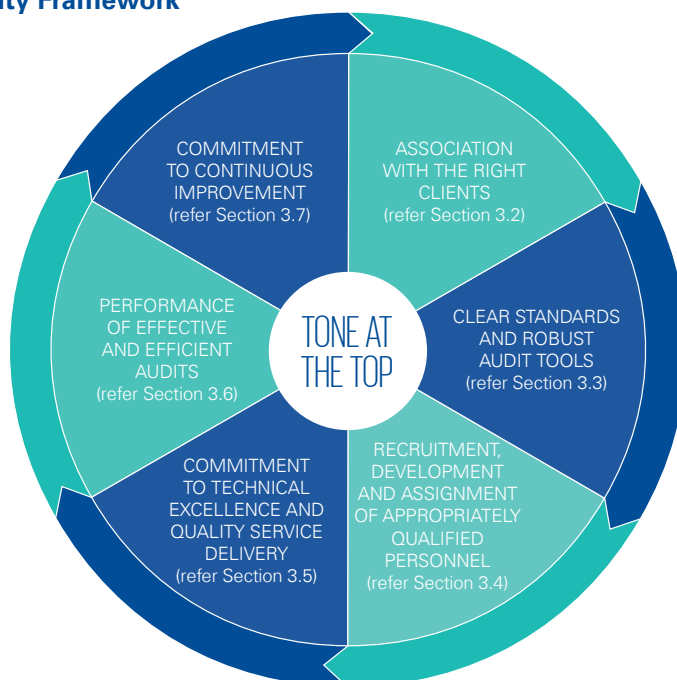 ity Framework
COMMITMENT
TO CONTINUOUS
IMPROVEMENT
(refer Section 3.7)
ASSOCIATION
WITH THE RIGHT
CLIENTS
(refer Section 3.2)
CLEAR STANDARDS
AND ROBUST
AUDIT TOOLS
(refer Section 3.3)
RECRUITMENT,
DEVELOPMENT
AND ASSIGNMENT
OF APPROPRIATELY
QUALIFIED
PERSONNEL
(refer Section 3.4)
COMMITMENT
TO TECHNICAL
EXCELLENCE AND
QUALITY SERVICE
DELIVERY
(refer Section 3.5)
PERFORMANCE
OF EFFECTIVE
AND EFFICIENT
AUDITS
(refer Section 3.6)
TONE AT
THE TOP